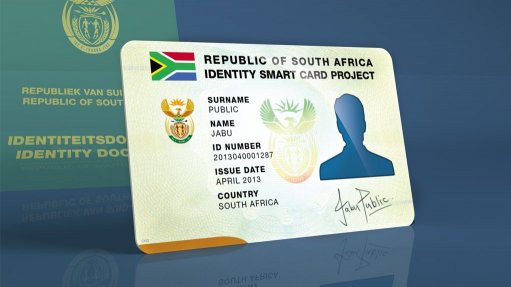 REPUBLIEK VAN SUI
REPUBLIC OF SOUT
IDENTITEITSDO
IDENTITY DOC
REPUBLIC OF SOUTH AFRICA
IDENTITY SMART CARD PROJECT
SURNAME
PUBLIC
NAME
JABU
ID NUMBER
2013040001287
ISSUE DATE
APRIL 2013
COUNTRY
SOUTH AFRICA
Jabu Public